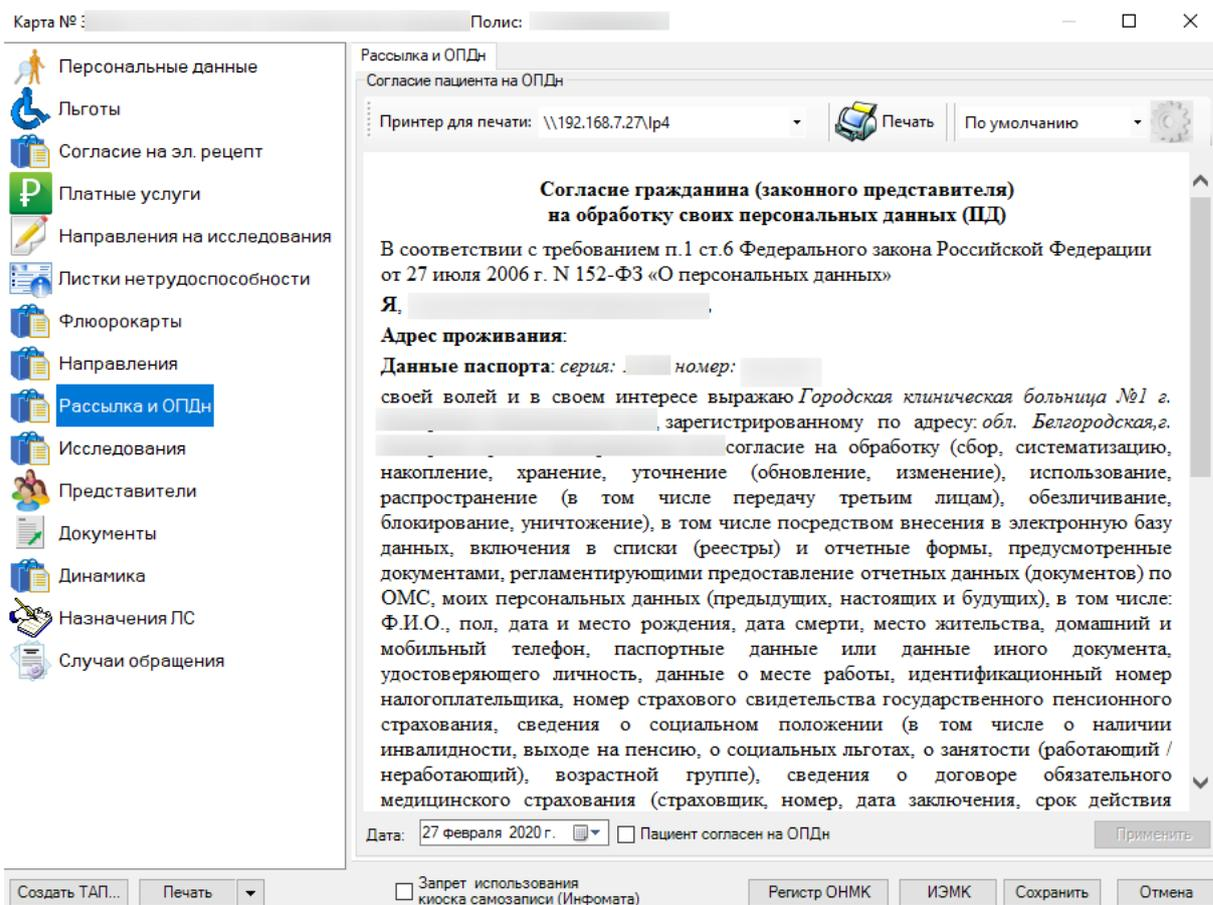 Карта № 3
Полис:
Персональные данные
Льготы
Согласие на эл. рецепт
Платные услуги
Направления на исследования
Листки нетрудоспособности
Флюорокарты
Направления
Рассылка и ОПДн
Исследования
Представители
Документы
Динамика
Назначения ЛС
Случаи обращения
Рассылка и ОПДн
Согласие пациента на ОПДн
Принтер для печати: \\192.168.7.27\lp4
Печать
По умолчанию
Согласие гражданина (законного представителя)
на обработку своих персональных данных (ПД)
В соответствии с требованием п.1 ст.6 Федерального закона Российской Федерации
от 27 июля 2006 г. N 152-ФЗ «О персональных данных»
Я, ,
Адрес проживания:
Данные паспорта: серия: номер:
своей волей и в своем интересе выражаю Городская клиническая больница №1 г.
, зарегистрированному по адресу: обл. Белгородская,г.
согласие на обработку (сбор, систематизацию,
накопление, хранение, уточнение (обновление, изменение), использование,
распространение (в том числе передачу третьим лицам), обезличивание,
блокирование, уничтожение), в том числе посредством внесения в электронную базу
данных, включения в списки (реестры) и отчетные формы, предусмотренные
документами, регламентирующими предоставление отчетных данных (документов) по
ОМС, моих персональных данных (предыдущих, настоящих и будущих), в том числе:
Ф.И.О., пол, дата и место рождения, дата смерти, место жительства, домашний и
мобильный телефон, паспортные данные или данные иного документа,
удостоверяющего личность, данные о месте работы, идентификационный номер
налогоплательщика, номер страхового свидетельства государственного пенсионного
страхования, сведения о социальном положении (в том числе о наличии
инвалидности, выходе на пенсию, о социальных льготах, о занятости (работающий /
неработающий), возрастной группе), сведения о договоре обязательного
медицинского страхования (страховщик, номер, дата заключения, срок действия
Дата: 27 февраля 2020 г.
Пациент согласен на ОПДн
Применить
Создать ТАП...
Печать
Запрет использования
киоска самозаписи (Инфомата)
Регистр ОНМК
ИЭМК
Сохранить
Отмена